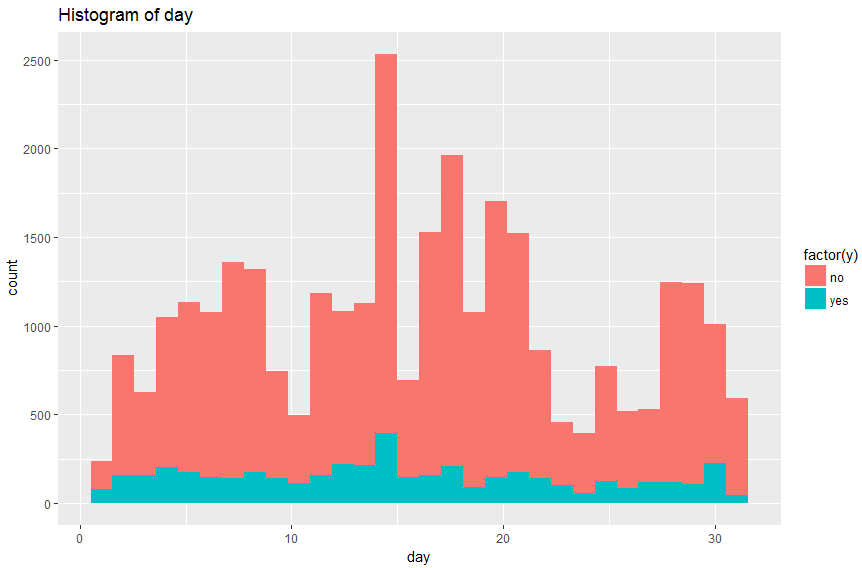 Histogram of day
2500
2000
1500
1000
500
0
count
0 10 20 30
day
factor(y)
no
yes